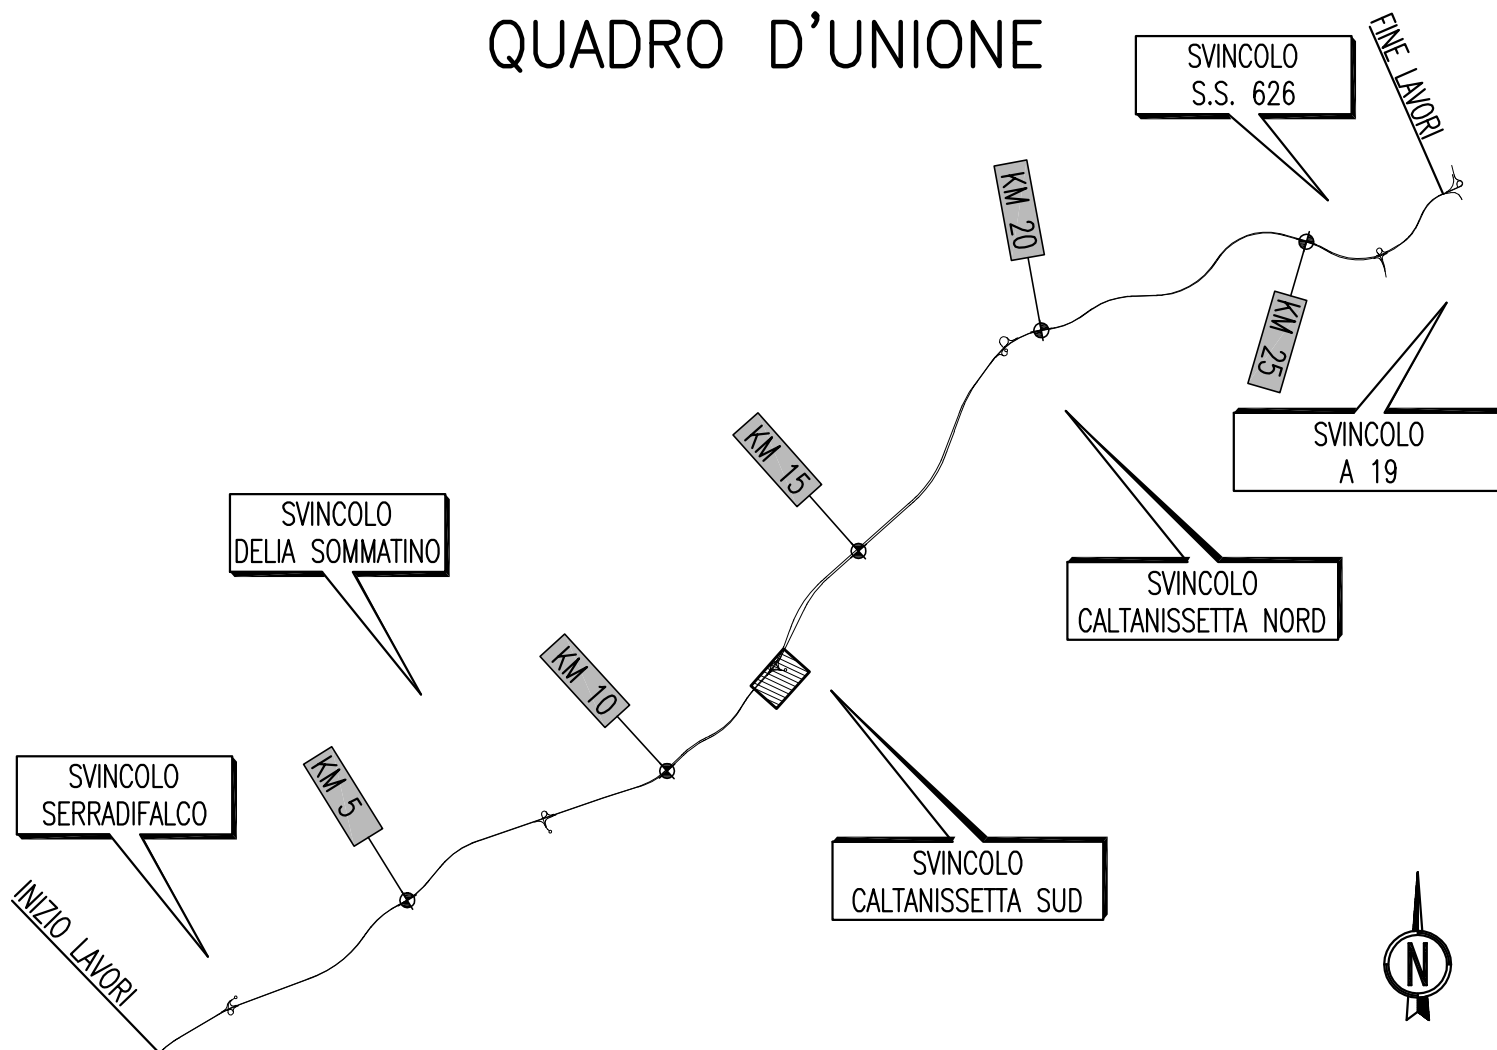 QUADRO D'UNIONE
SVINCOLO
S.S. 626
FINE LAVORI
KM 20
KM 25
SVINCOLO
A 19
KM 15
SVINCOLO
DELIA SOMMATINO
SVINCOLO
CALTANISSETTA NORD
KM 10
KM 5
SVINCOLO
SERRADIFALCO
SVINCOLO
CALTANISSETTA SUD
INIZIO LAVORI
N